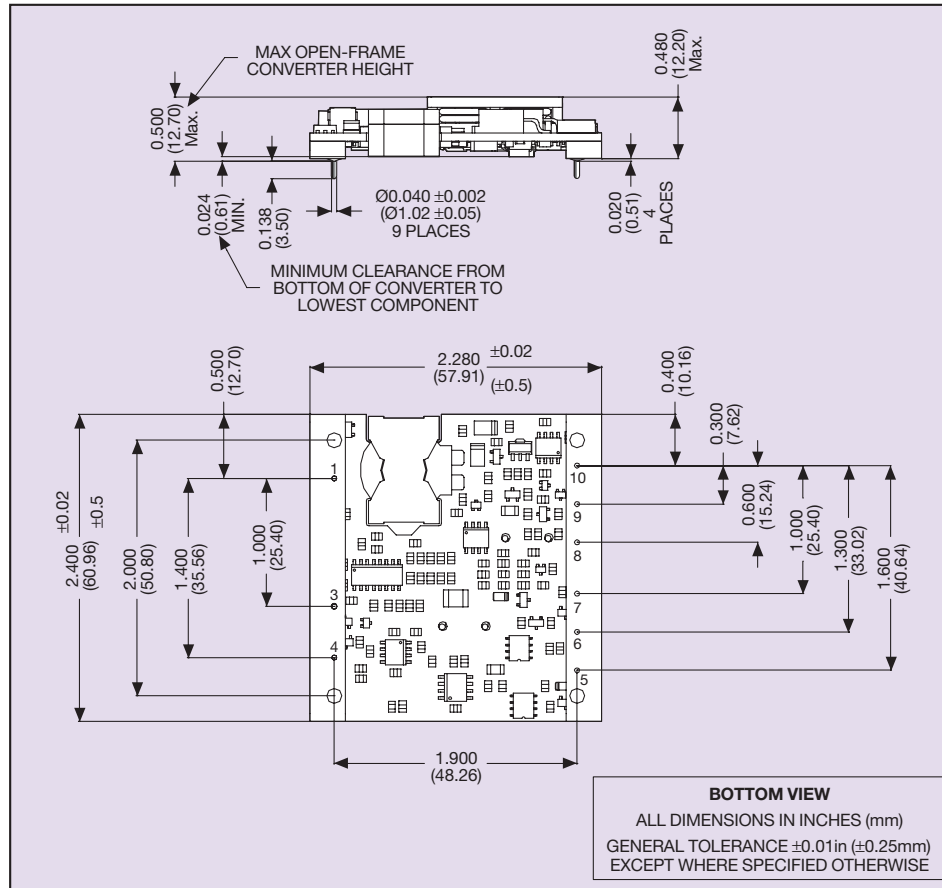 MAX OPEN-FRAME
CONVERTER HEIGHT
0.500
(12.70)
Max.
0.480
(12.20)
Max.
0.024
(0.61)
MIN.
0.138
(3.50)
Ø0.040 ±0.002
(Ø1.02 ±0.05)
9 PLACES
0.020
(0.51)
4
PLACES
MINIMUM CLEARANCE FROM
BOTTOM OF CONVERTER TO
LOWEST COMPONENT
2.280 ±0.02
(57.91) (±0.5)
0.500
(12.70)
0.400
(10.16)
0.300
(7.62)
2.400 ±0.02
(60.96) ±0.5
2.000
(50.80)
1.400
(35.56)
1.000
(25.40)
1
3
4
10
9
8
7
6
5
0.600
(15.24)
1.000
(25.40)
1.300
(33.02)
1.600
(40.64)
1.900
(48.26)
BOTTOM VIEW
ALL DIMENSIONS IN INCHES (mm)
GENERAL TOLERANCE ±0.01in (±0.25mm)
EXCEPT WHERE SPECIFIED OTHERWISE